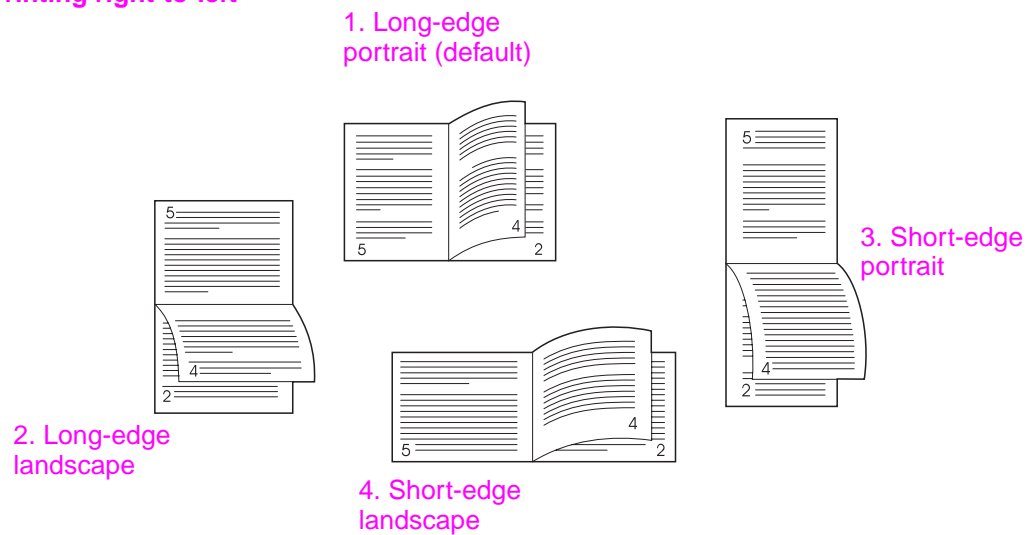 1. Long-edge
portrait (default)
5
4
2
5
4
2
2. Long-edge
landscape
5
4
2
3. Short-edge
portrait
5
4
2
4. Short-edge
landscape